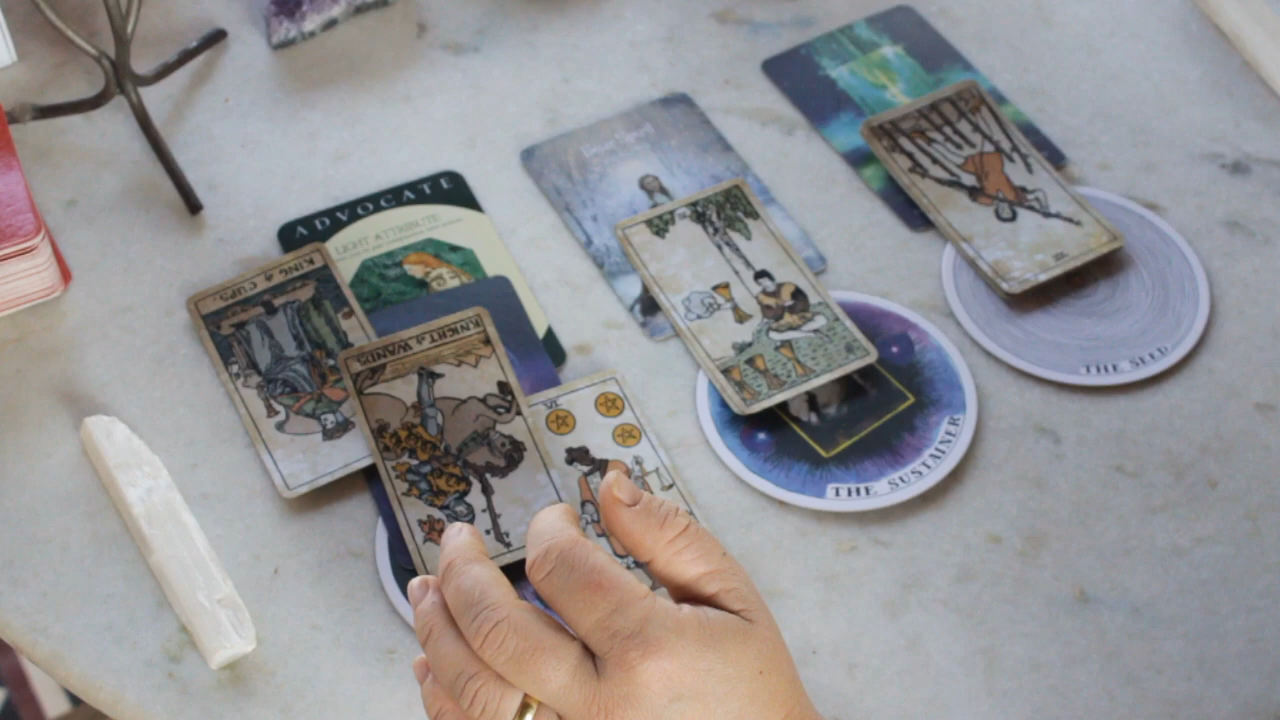 ADVOCATE
LIGHT ATTRIBUTE
KING of CUPS.
KNIGHT of WANDS
VI
THE SUSTAINER
THE SEED